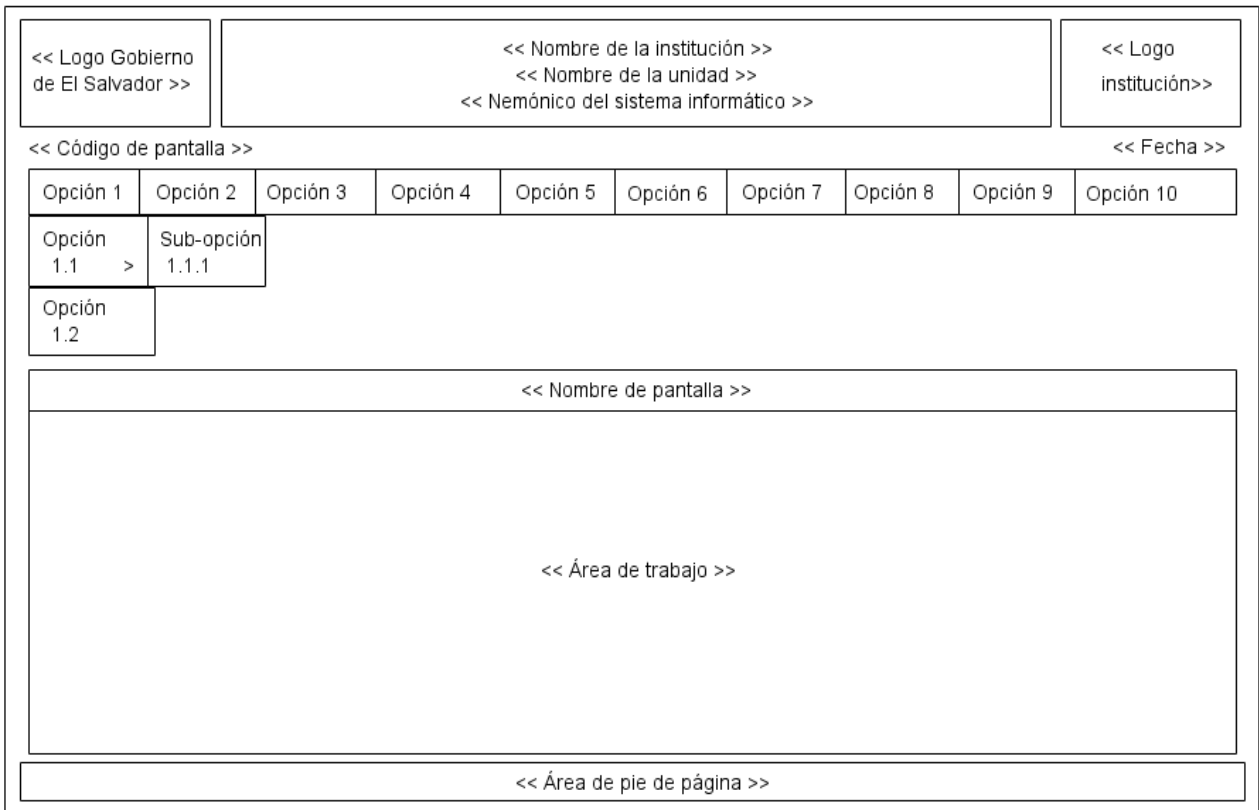 << Logo Gobierno
de El Salvador >>
<< Nombre de la institución >>
<< Nombre de la unidad >>
<< Nemónico del sistema informático >>
<< Logo
institución>>
<< Código de pantalla >>
<< Fecha >>
Opción 1
Opción 2
Opción 3
Opción 4
Opción 5
Opción 6
Opción 7
Opción 8
Opción 9
Opción 10
Opción
1.1 >
Sub-opción
1.1.1
Opción
1.2
<< Nombre de pantalla >>
<< Área de trabajo >>
<< Área de pie de página >>